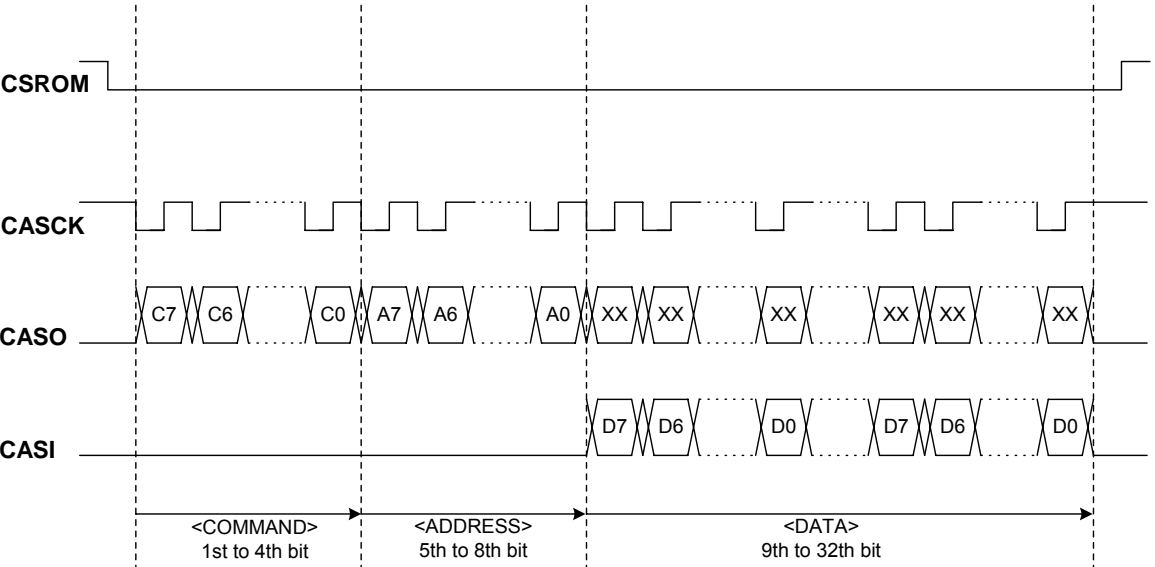 CSROM
CASCK
CASO C7 C6 C0 A7 A6 A0 XX XX XX XX XX XX
CASI D7 D6 D0 D7 D6 D0
<COMMAND> <ADDRESS> <DATA>
1st to 4th bit 5th to 8th bit 9th to 32th bit